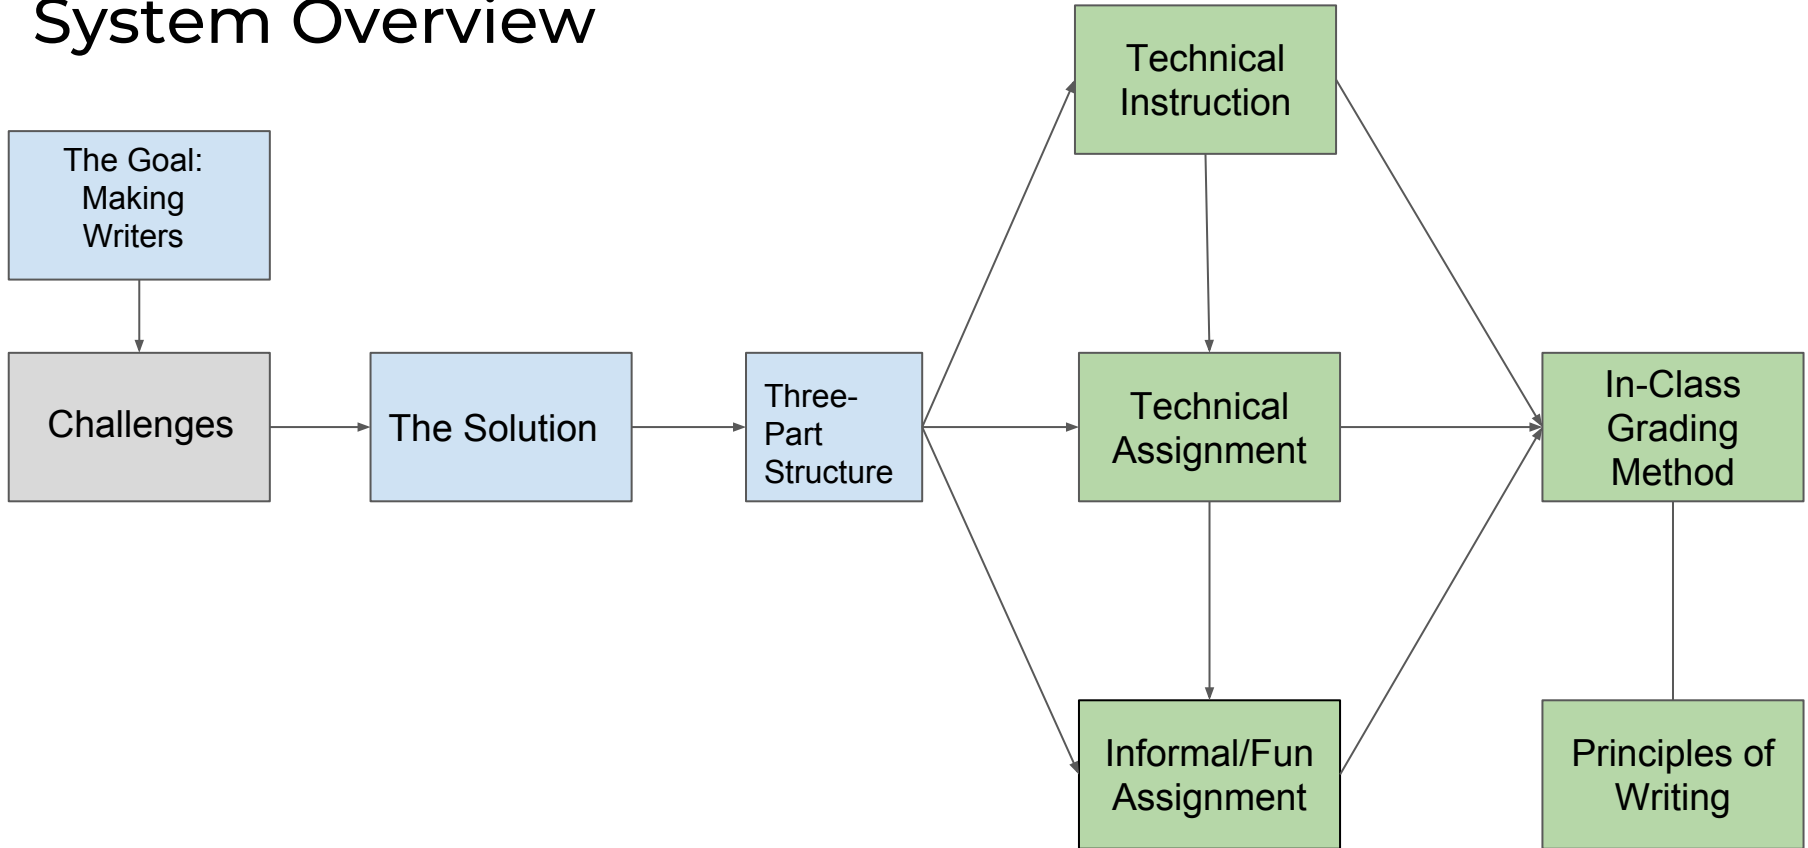 System Overview
The Goal:
Making
Writers
Challenges
The Solution
Three-
Part
Structure
Technical
Instruction
Technical
Assignment
Informal/Fun
Assignment
In-Class
Grading
Method
Principles of
Writing